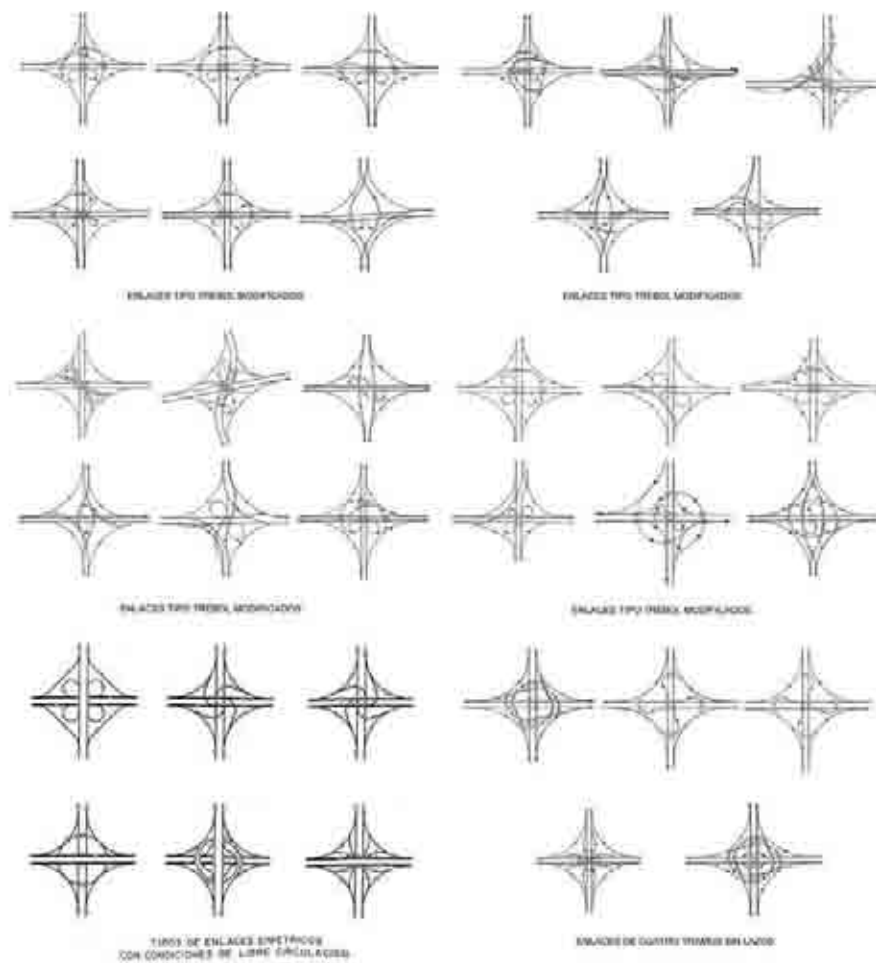 ENLACES TIPO TREBOL MODIFICADOS
ENLACES TIPO TREBOL MODIFICADOS
ENLACES TIPO TREBOL MODIFICADOS
ENLACES TIPO TREBOL MODIFICADOS
TIPOS DE ENLACES SIMETRICOS
CON CONDICIONES DE LIBRE CIRCULACION
ENLACES DE CUATRO TRAMOS SIN LAZOS